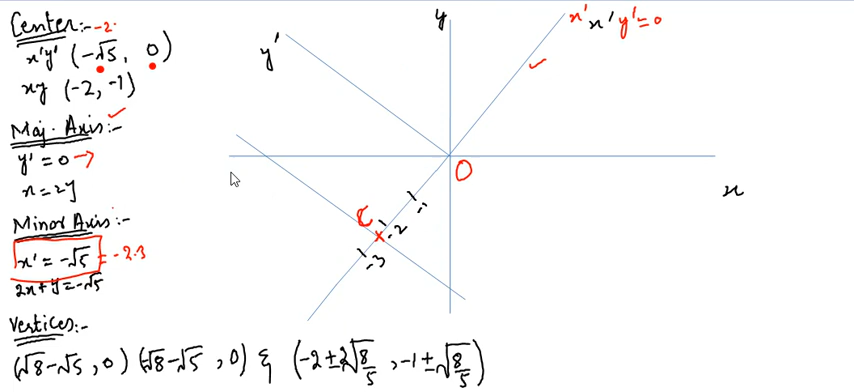 Center:- -2.
x'y' (-√5, 0)
xy (-2, -1)
Maj. Axis:-
y' = 0 →
x = 2y
Minor Axis:-
x' = -√5 = -2.3
2x+y = -√5
Vertices:-
(√8-√5, 0) (√8-√5, 0) & (-2 ± 2√8/5, -1 ± √8/5)
y
y'
x' x' y'=0
O
x
C
-1
-2
-3